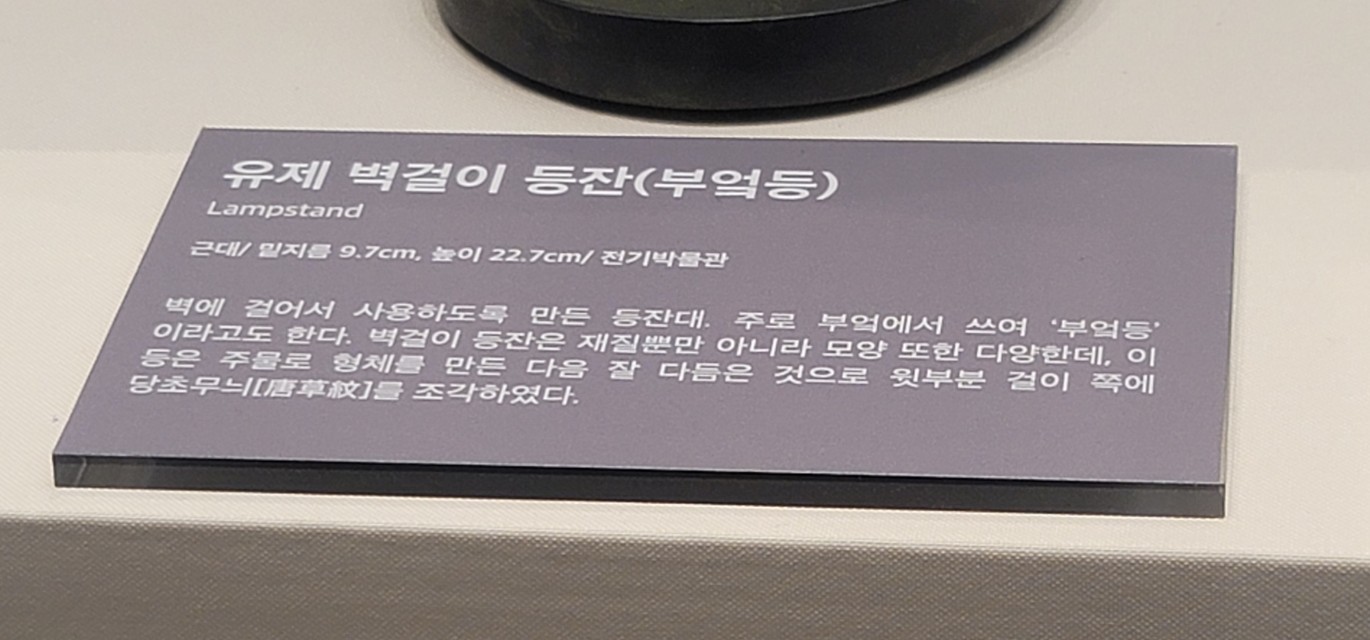 유제 벽걸이 등잔(부엌등)
Lampstand
근대/ 밑지름 9.7cm, 높이 22.7cm/ 전기박물관
벽에 걸어서 사용하도록 만든 등잔대. 주로 부엌에서 쓰여 ‘부엌등’
이라고도 한다. 벽걸이 등잔은 재질뿐만 아니라 모양 또한 다양한데, 이
등은 주물로 형체를 만든 다음 잘 다듬은 것으로 윗부분 걸이 쪽에
당초무늬[唐草紋]를 조각하였다.